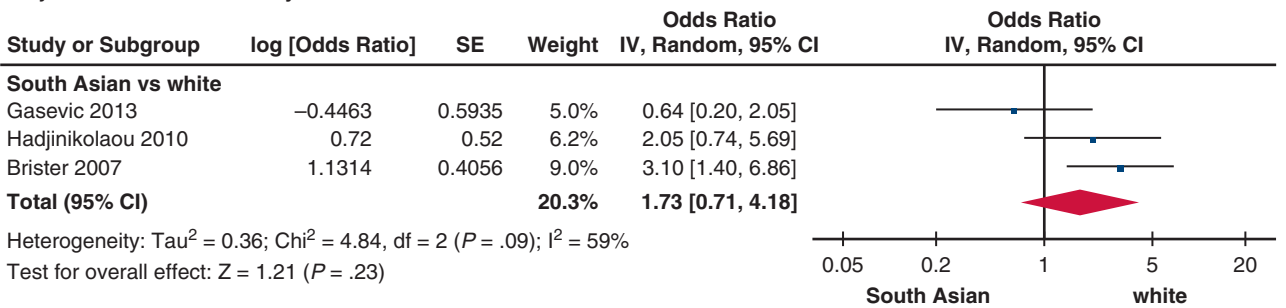 Odds Ratio Odds Ratio
Study or Subgroup log [Odds Ratio] SE Weight IV, Random, 95% CI IV, Random, 95% CI
South Asian vs white
Gasevic 2013 –0.4463 0.5935 5.0% 0.64 [0.20, 2.05]
Hadjinikolaou 2010 0.72 0.52 6.2% 2.05 [0.74, 5.69]
Brister 2007 1.1314 0.4056 9.0% 3.10 [1.40, 6.86]
Total (95% CI) 20.3% 1.73 [0.71, 4.18]
Heterogeneity: Tau² = 0.36; Chi² = 4.84, df = 2 (P = .09); I² = 59%
Test for overall effect: Z = 1.21 (P = .23)
0.05 0.2 1 5 20
South Asian white